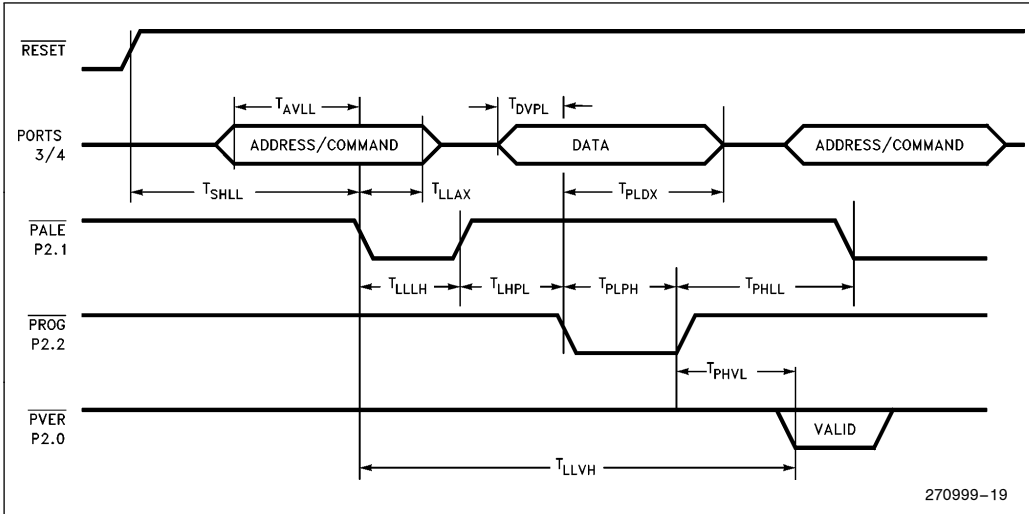 RESET
PORTS
3/4
T_AVLL
T_DVPL
ADDRESS/COMMAND
DATA
ADDRESS/COMMAND
T_SHLL
T_LLAX
T_PLDX
PALE
P2.1
T_LLLH
T_LHPL
T_PLPH
T_PHLL
PROG
P2.2
T_PHVL
PVER
P2.0
VALID
T_LLVH
270999–19